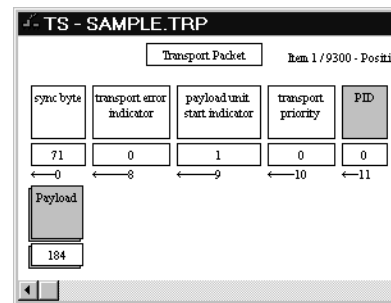 TS - SAMPLE.TRP
Transport Packet
Item 1 / 9300 - Positi
sync byte
transport error
indicator
payload unit
start indicator
transport
priority
PID
71
0
1
0
0
0
8
9
10
11
Payload
184